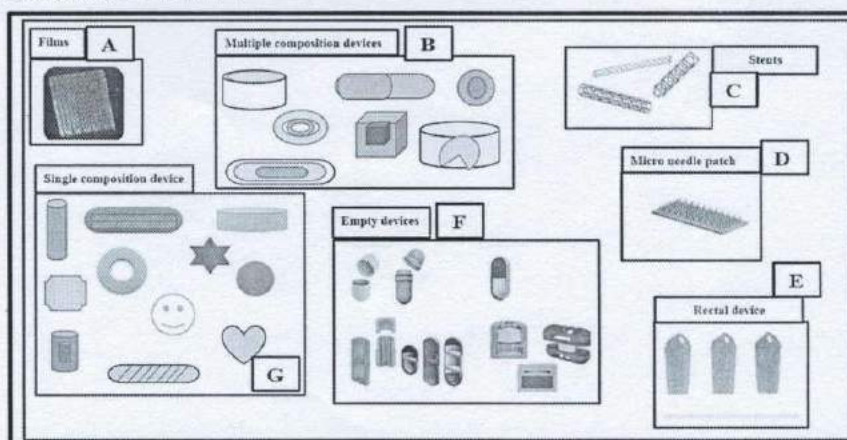 Films
A
Multiple composition devices
B
Stents
C
Micro needle patch
D
Single composition device
Empty devices
F
E
Rectal device
G